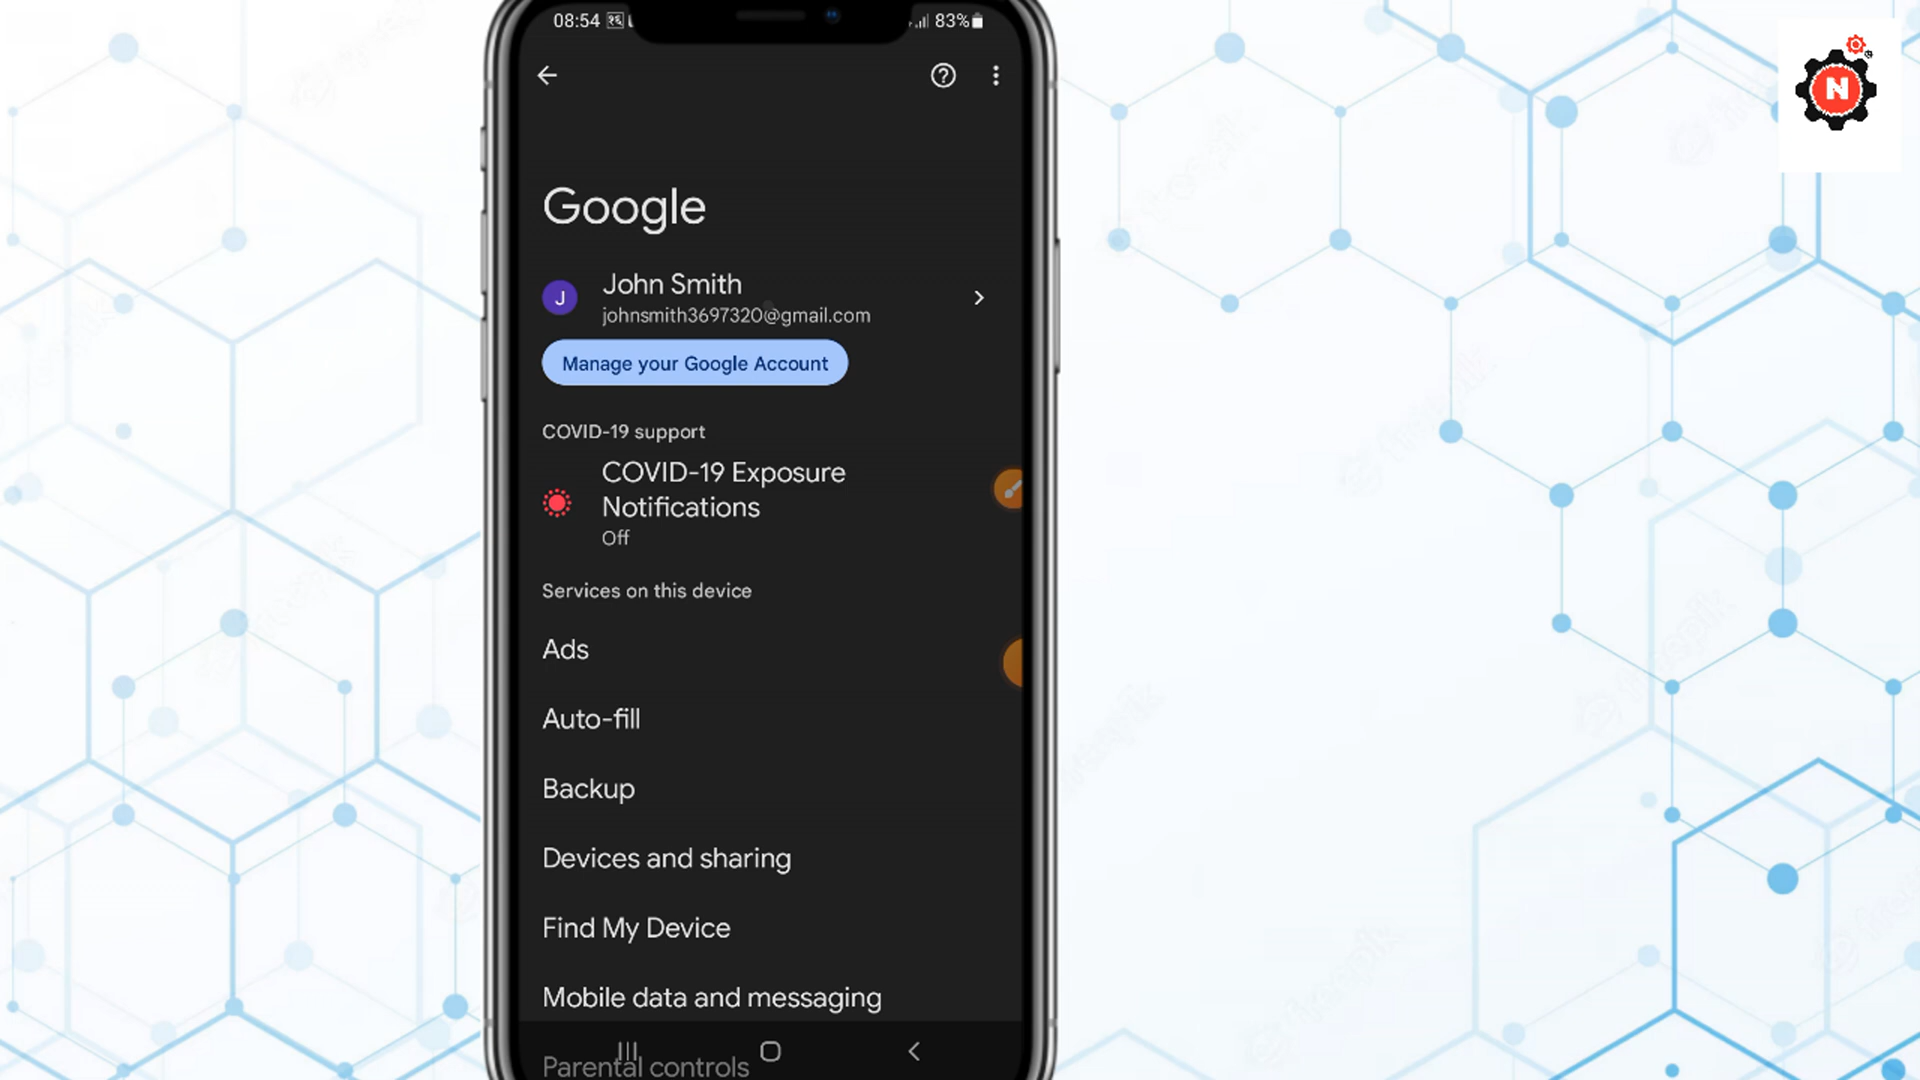 08:54
83%
Google
J
John Smith
johnsmith3697320@gmail.com
Manage your Google Account
COVID-19 support
COVID-19 Exposure
Notifications
Off
Services on this device
Ads
Auto-fill
Backup
Devices and sharing
Find My Device
Mobile data and messaging
Parental controls
N